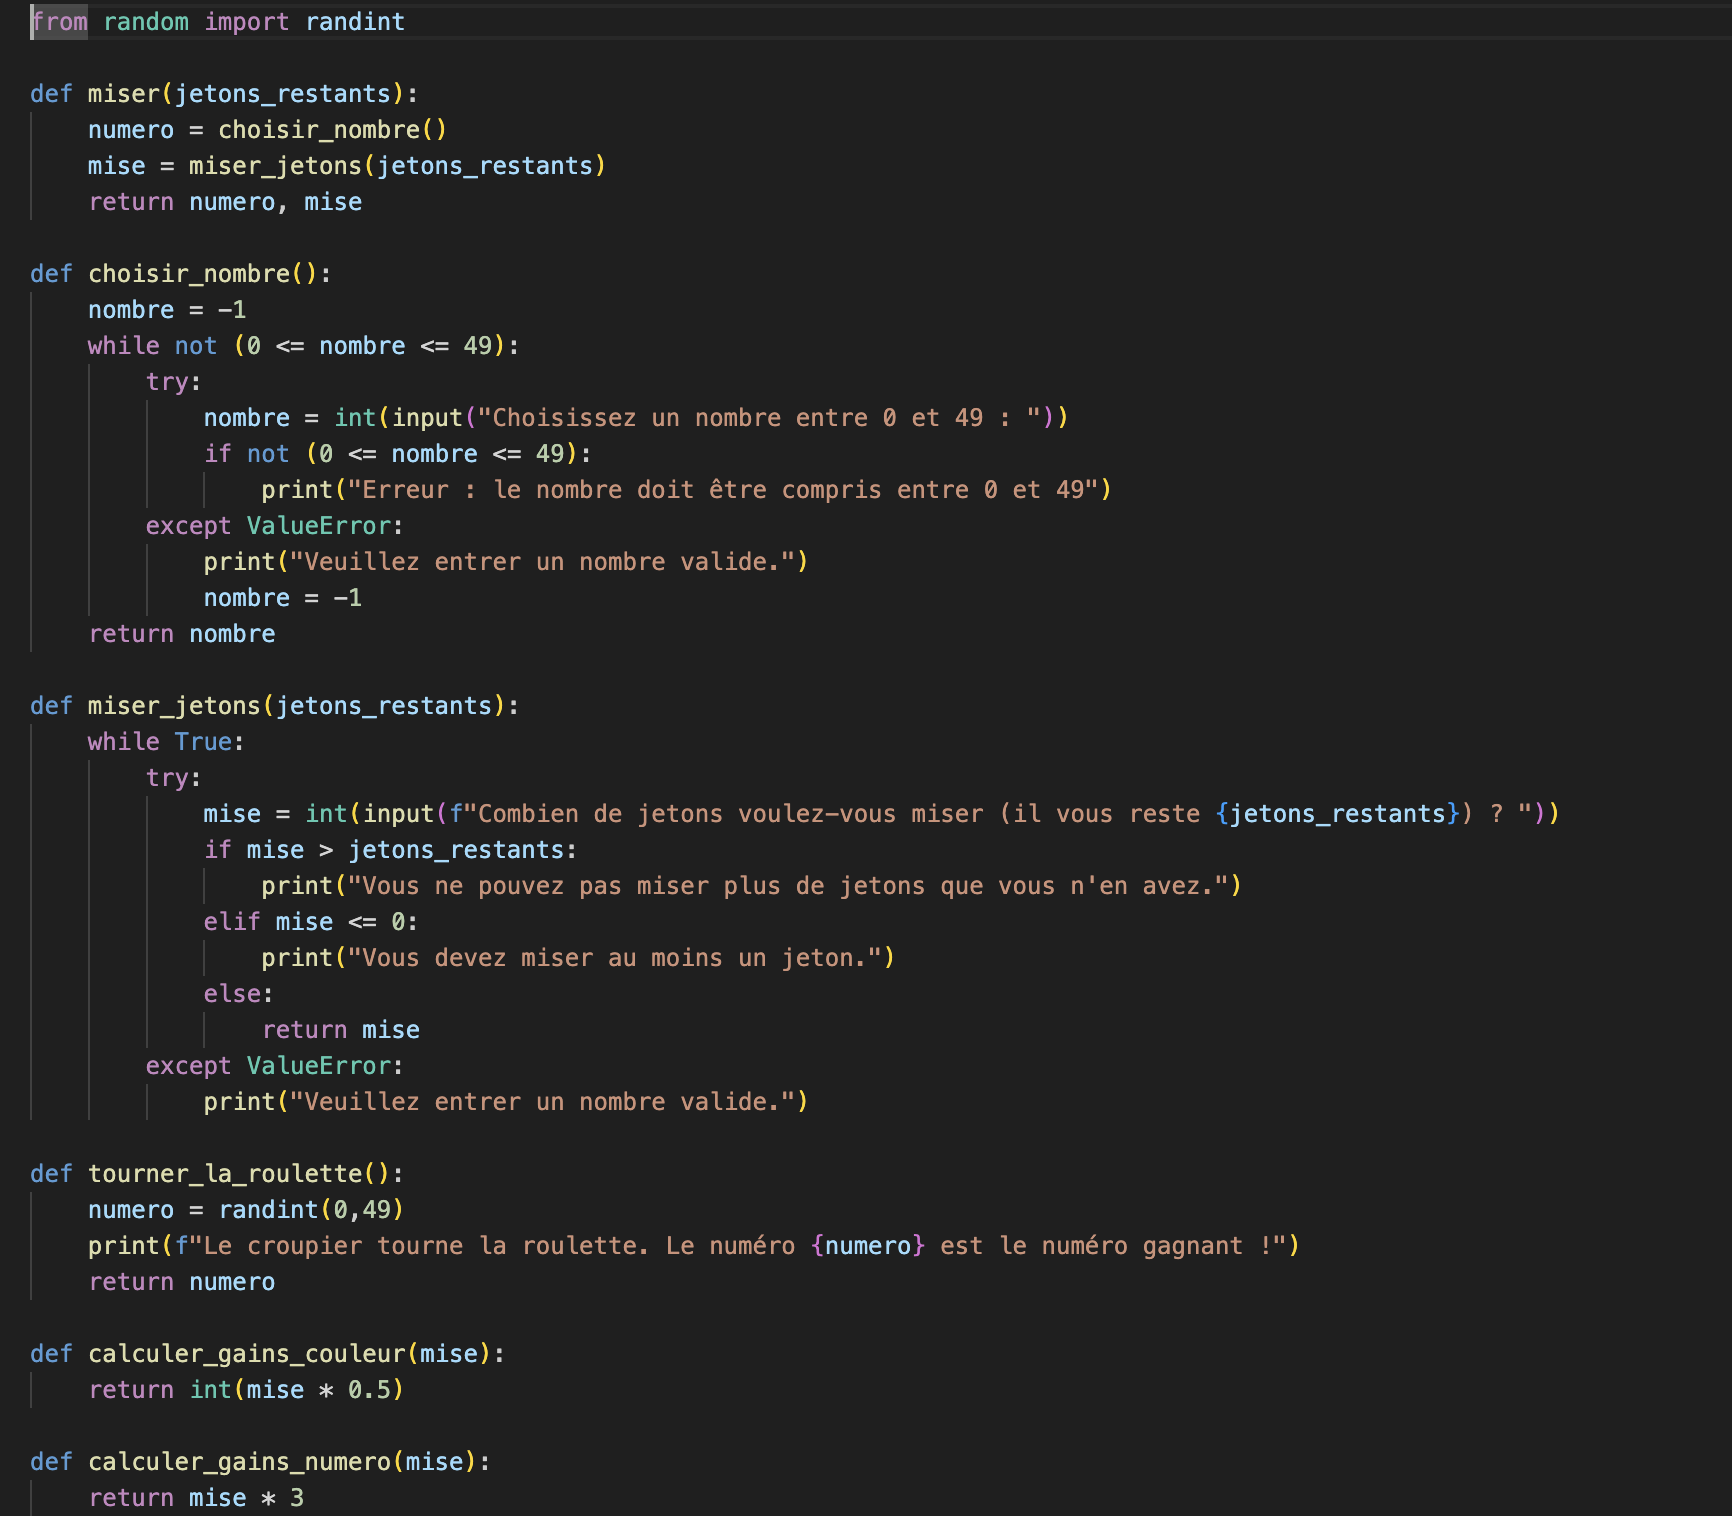 from random import randint
def miser(jetons_restants):
numero = choisir_nombre()
mise = miser_jetons(jetons_restants)
return numero, mise
def choisir_nombre():
nombre = -1
while not (0 <= nombre <= 49):
try:
nombre = int(input("Choisissez un nombre entre 0 et 49 : "))
if not (0 <= nombre <= 49):
print("Erreur : le nombre doit être compris entre 0 et 49")
except ValueError:
print("Veuillez entrer un nombre valide.")
nombre = -1
return nombre
def miser_jetons(jetons_restants):
while True:
try:
mise = int(input(f"Combien de jetons voulez-vous miser (il vous reste {jetons_restants}) ? "))
if mise > jetons_restants:
print("Vous ne pouvez pas miser plus de jetons que vous n'en avez.")
elif mise <= 0:
print("Vous devez miser au moins un jeton.")
else:
return mise
except ValueError:
print("Veuillez entrer un nombre valide.")
def tourner_la_roulette():
numero = randint(0,49)
print(f"Le croupier tourne la roulette. Le numéro {numero} est le numéro gagnant !")
return numero
def calculer_gains_couleur(mise):
return int(mise * 0.5)
def calculer_gains_numero(mise):
return mise * 3